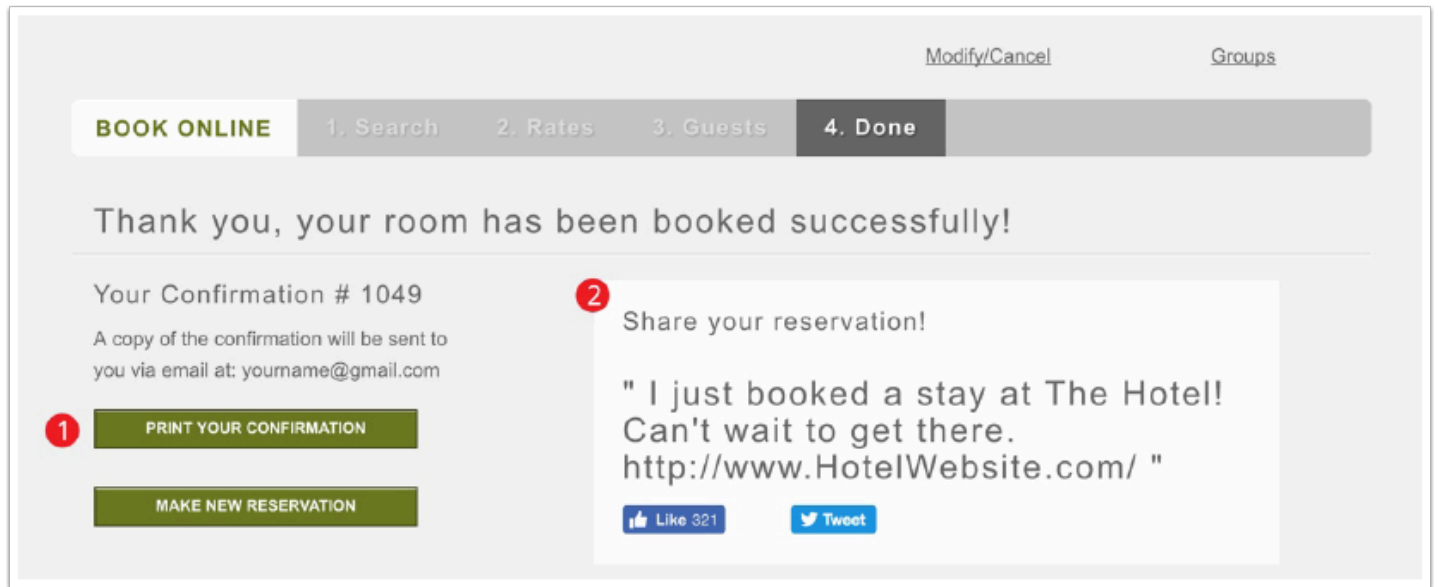 Modify/Cancel Groups
BOOK ONLINE 1. Search 2. Rates 3. Guests 4. Done
Thank you, your room has been booked successfully!
Your Confirmation # 1049
A copy of the confirmation will be sent to
you via email at: yourname@gmail.com
1 PRINT YOUR CONFIRMATION
MAKE NEW RESERVATION
2
Share your reservation!
" I just booked a stay at The Hotel!
Can't wait to get there.
http://www.HotelWebsite.com/ "
Like 321 Tweet